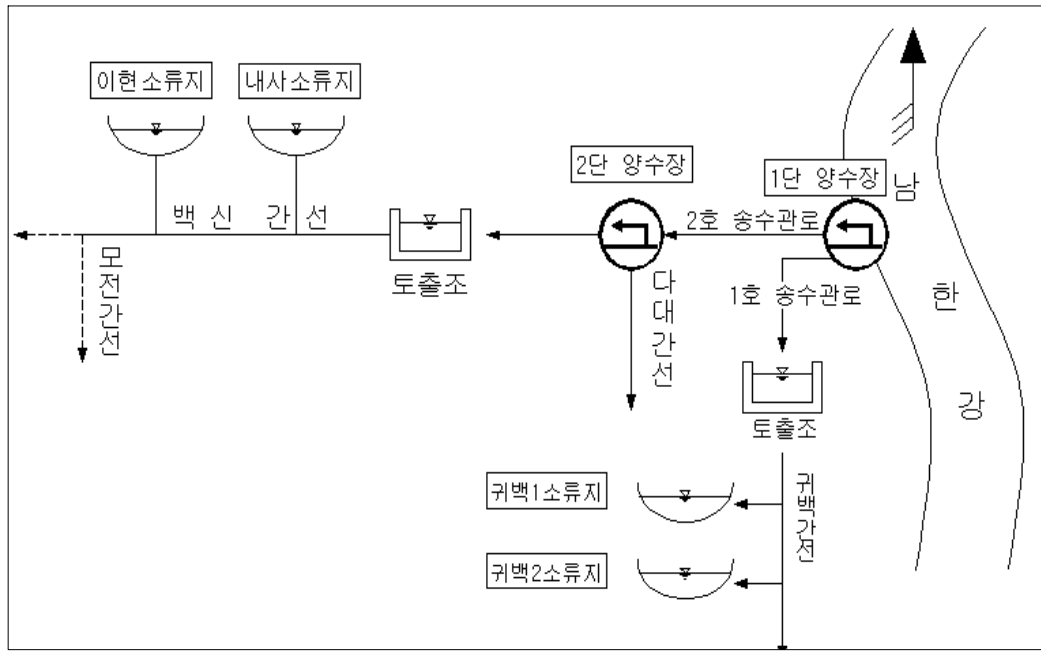 이현소류지
내사소류지
2단 양수장
1단 양수장
남
한
강
백 신 간 선
2호 송수관로
토출조
1호 송수관로
모전간선
다대간선
토출조
귀백1소류지
귀백간선
귀백2소류지